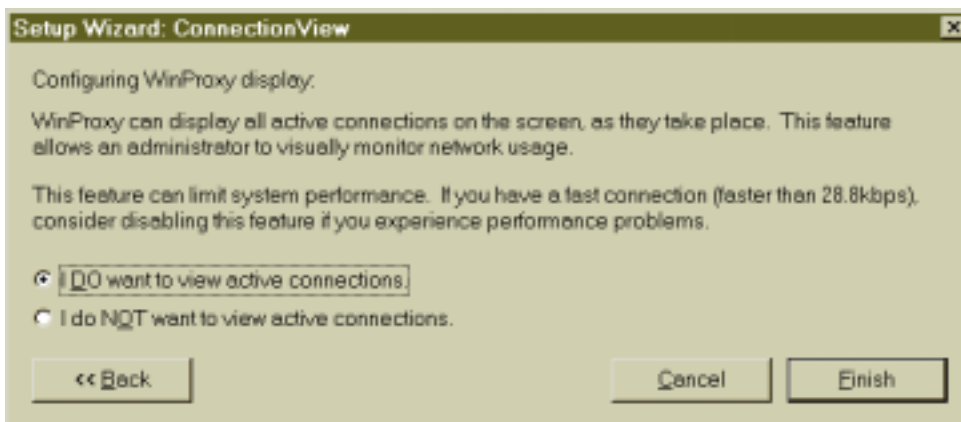 Setup Wizard: ConnectionView
Configuring WinProxy display:
WinProxy can display all active connections on the screen, as they take place. This feature
allows an administrator to visually monitor network usage.
This feature can limit system performance. If you have a fast connection (faster than 28.8kbps),
consider disabling this feature if you experience performance problems.
I DO want to view active connections.
I do NOT want to view active connections.
<< Back
Cancel
Finish